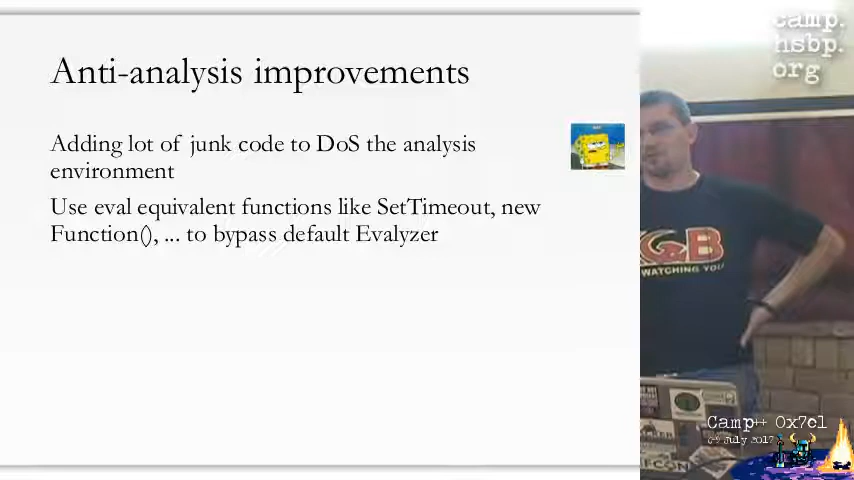 Anti-analysis improvements
Adding lot of junk code to DoS the analysis
environment
Use eval equivalent functions like SetTimeout, new
Function(), ... to bypass default Evalyzer
camp.
hsbp.
org
KGB
WATCHING YOU
Camp++ 0x7e1
July 2017